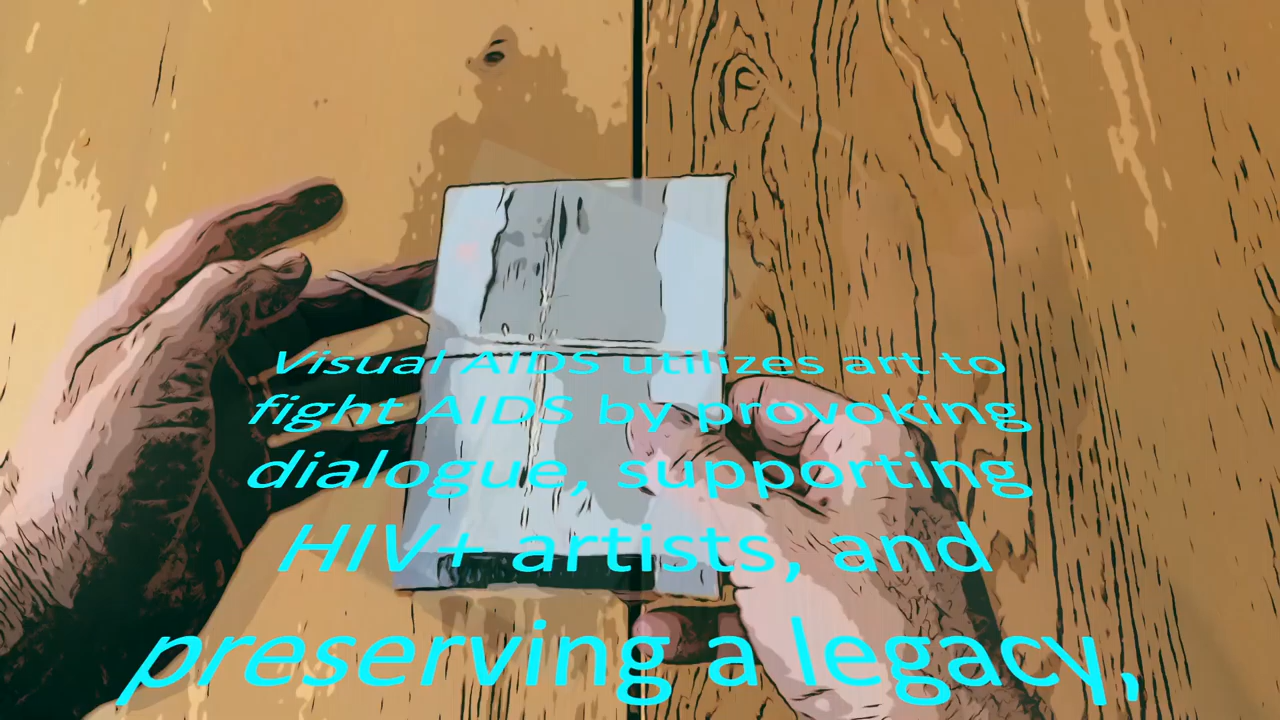 Visual AIDS utilizes art to
fight AIDS by provoking
dialogue, supporting
HIV+ artists, and
preserving a legacy,